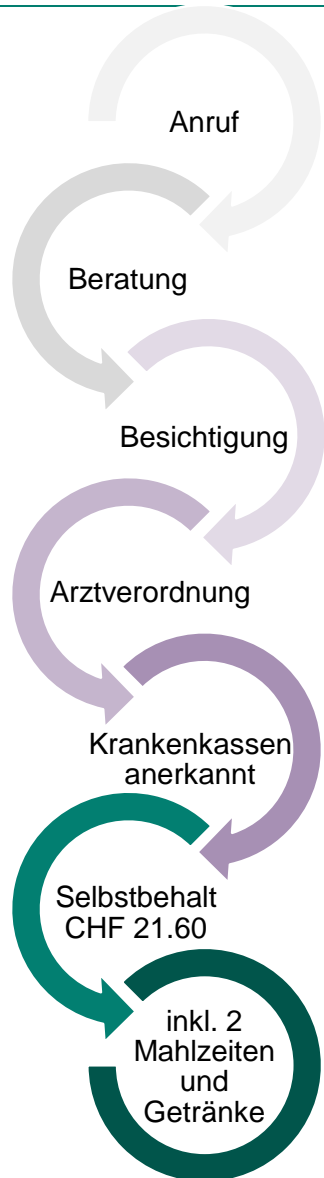 Anruf
Beratung
Besichtigung
Arztverordnung
Krankenkassen
anerkannt
Selbstbehalt
CHF 21.60
inkl. 2
Mahlzeiten
und
Getränke